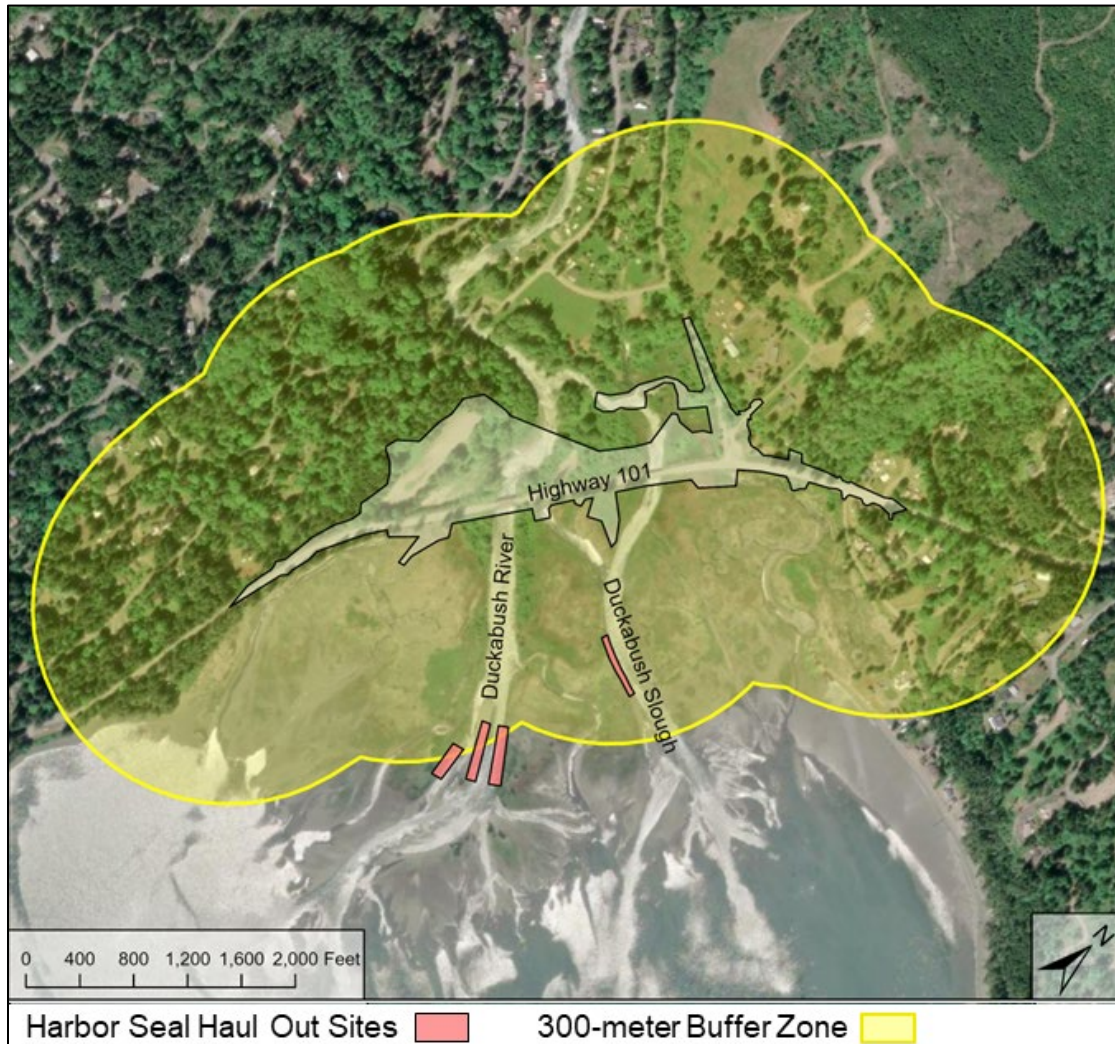 Highway 101
Duckabush River
Duckabush Slough
0 400 800 1,200 1,600 2,000 Feet
N
Harbor Seal Haul Out Sites
300-meter Buffer Zone